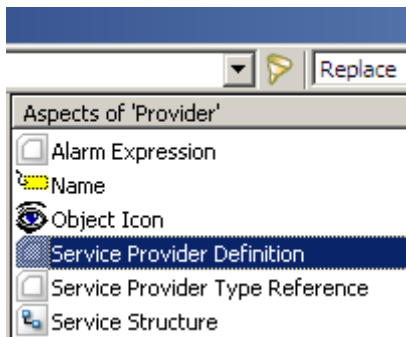 Replace
Aspects of 'Provider'
Alarm Expression
Name
Object Icon
Service Provider Definition
Service Provider Type Reference
Service Structure